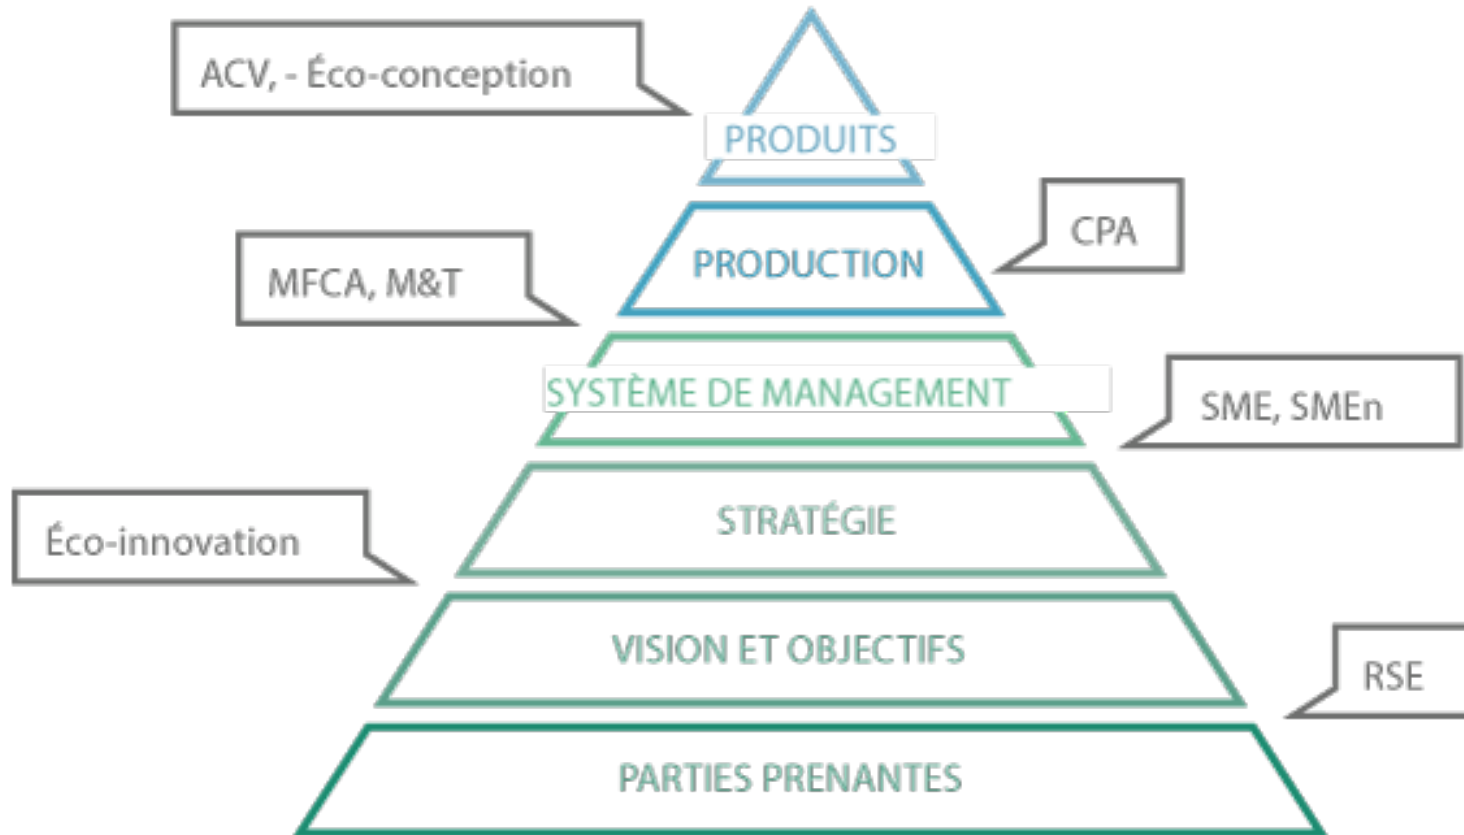 ACV, - Éco-conception
PRODUITS
CPA
PRODUCTION
MFCA, M&T
SYSTÈME DE MANAGEMENT
SME, SMEn
STRATÉGIE
Éco-innovation
VISION ET OBJECTIFS
RSE
PARTIES PRENANTES